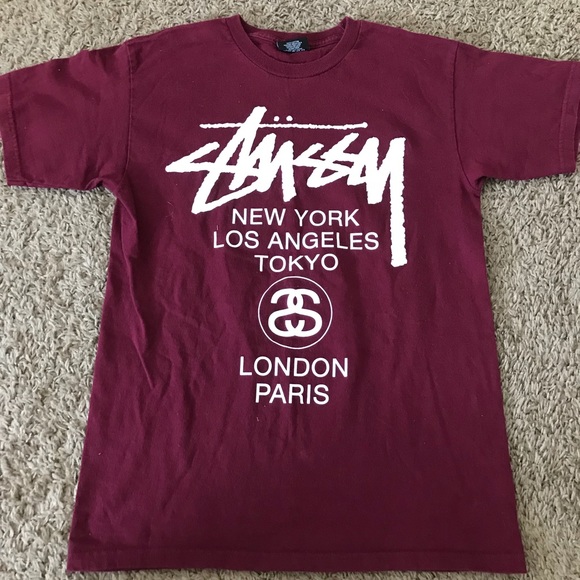 STÜSSY
NEW YORK
LOS ANGELES
TOKYO
LONDON
PARIS